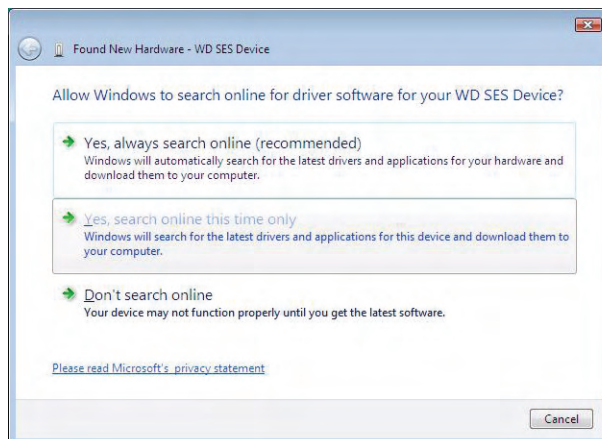 Found New Hardware - WD SES Device
Allow Windows to search online for driver software for your WD SES Device?
Yes, always search online (recommended)
Windows will automatically search for the latest drivers and applications for your hardware and
download them to your computer.
Yes, search online this time only
Windows will search for the latest drivers and applications for this device and download them to
your computer.
Don't search online
Your device may not function properly until you get the latest software.
Please read Microsoft's privacy statement
Cancel